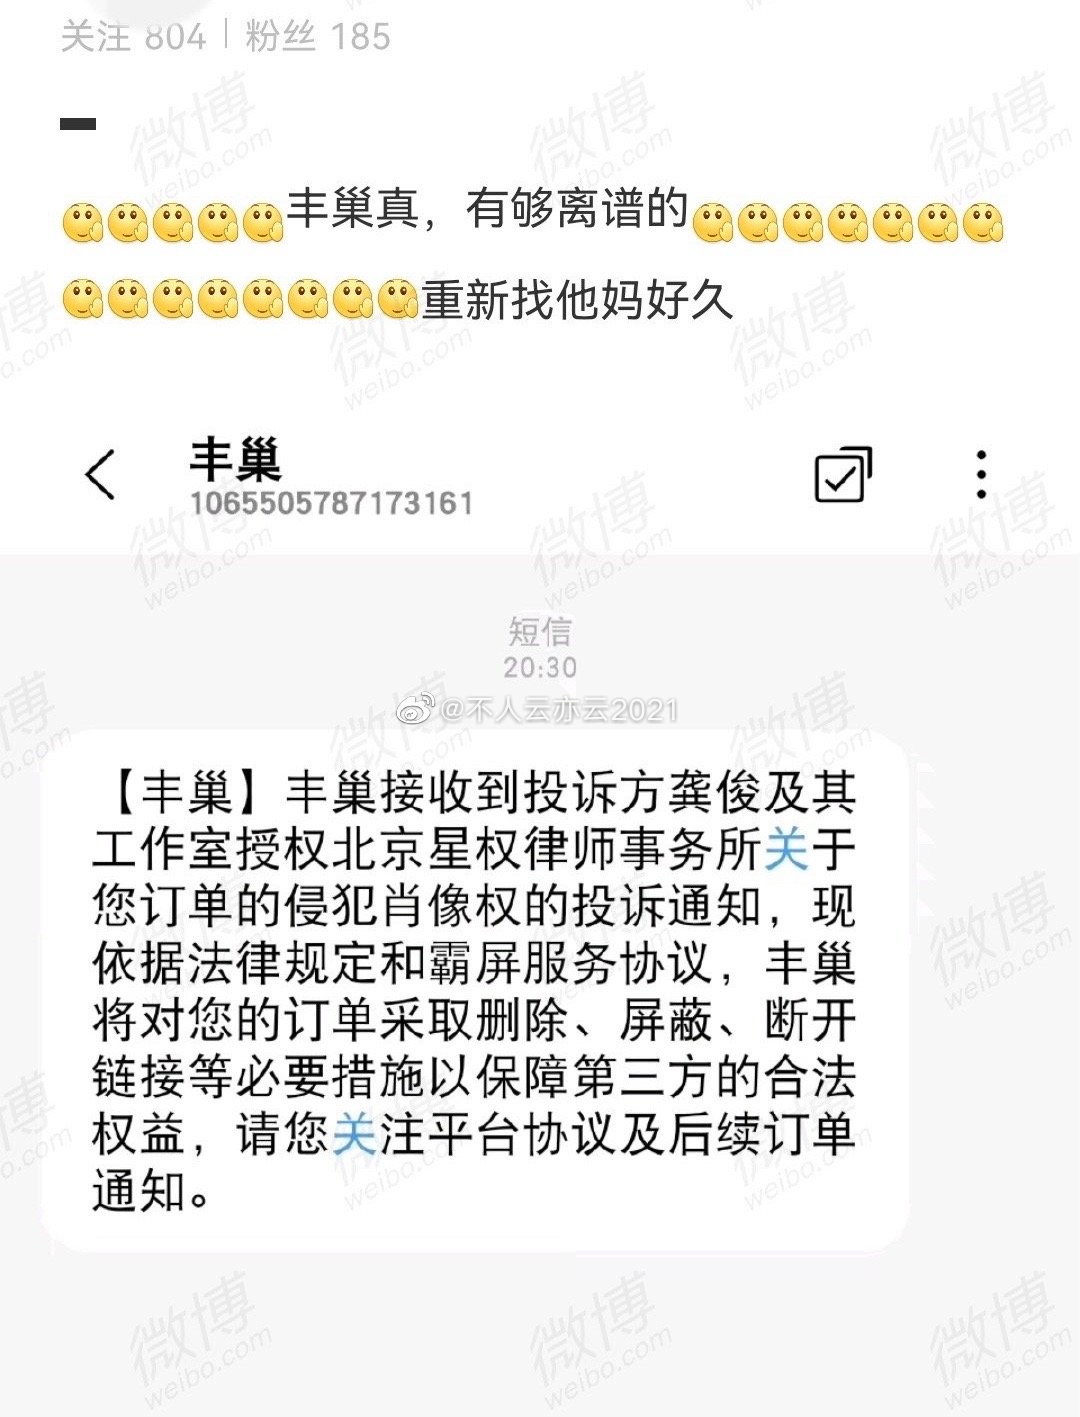 关注 804 | 粉丝 185
丰巢真，有够离谱的
重新找他妈好久
丰巢
1065505787173161
短信
20:30
@不人云亦云2021
【丰巢】丰巢接收到投诉方龚俊及其
工作室授权北京星权律师事务所关于
您订单的侵犯肖像权的投诉通知，现
依据法律规定和霸屏服务协议，丰巢
将对您的订单采取删除、屏蔽、断开
链接等必要措施以保障第三方的合法
权益，请您关注平台协议及后续订单
通知。
微博
weibo.com